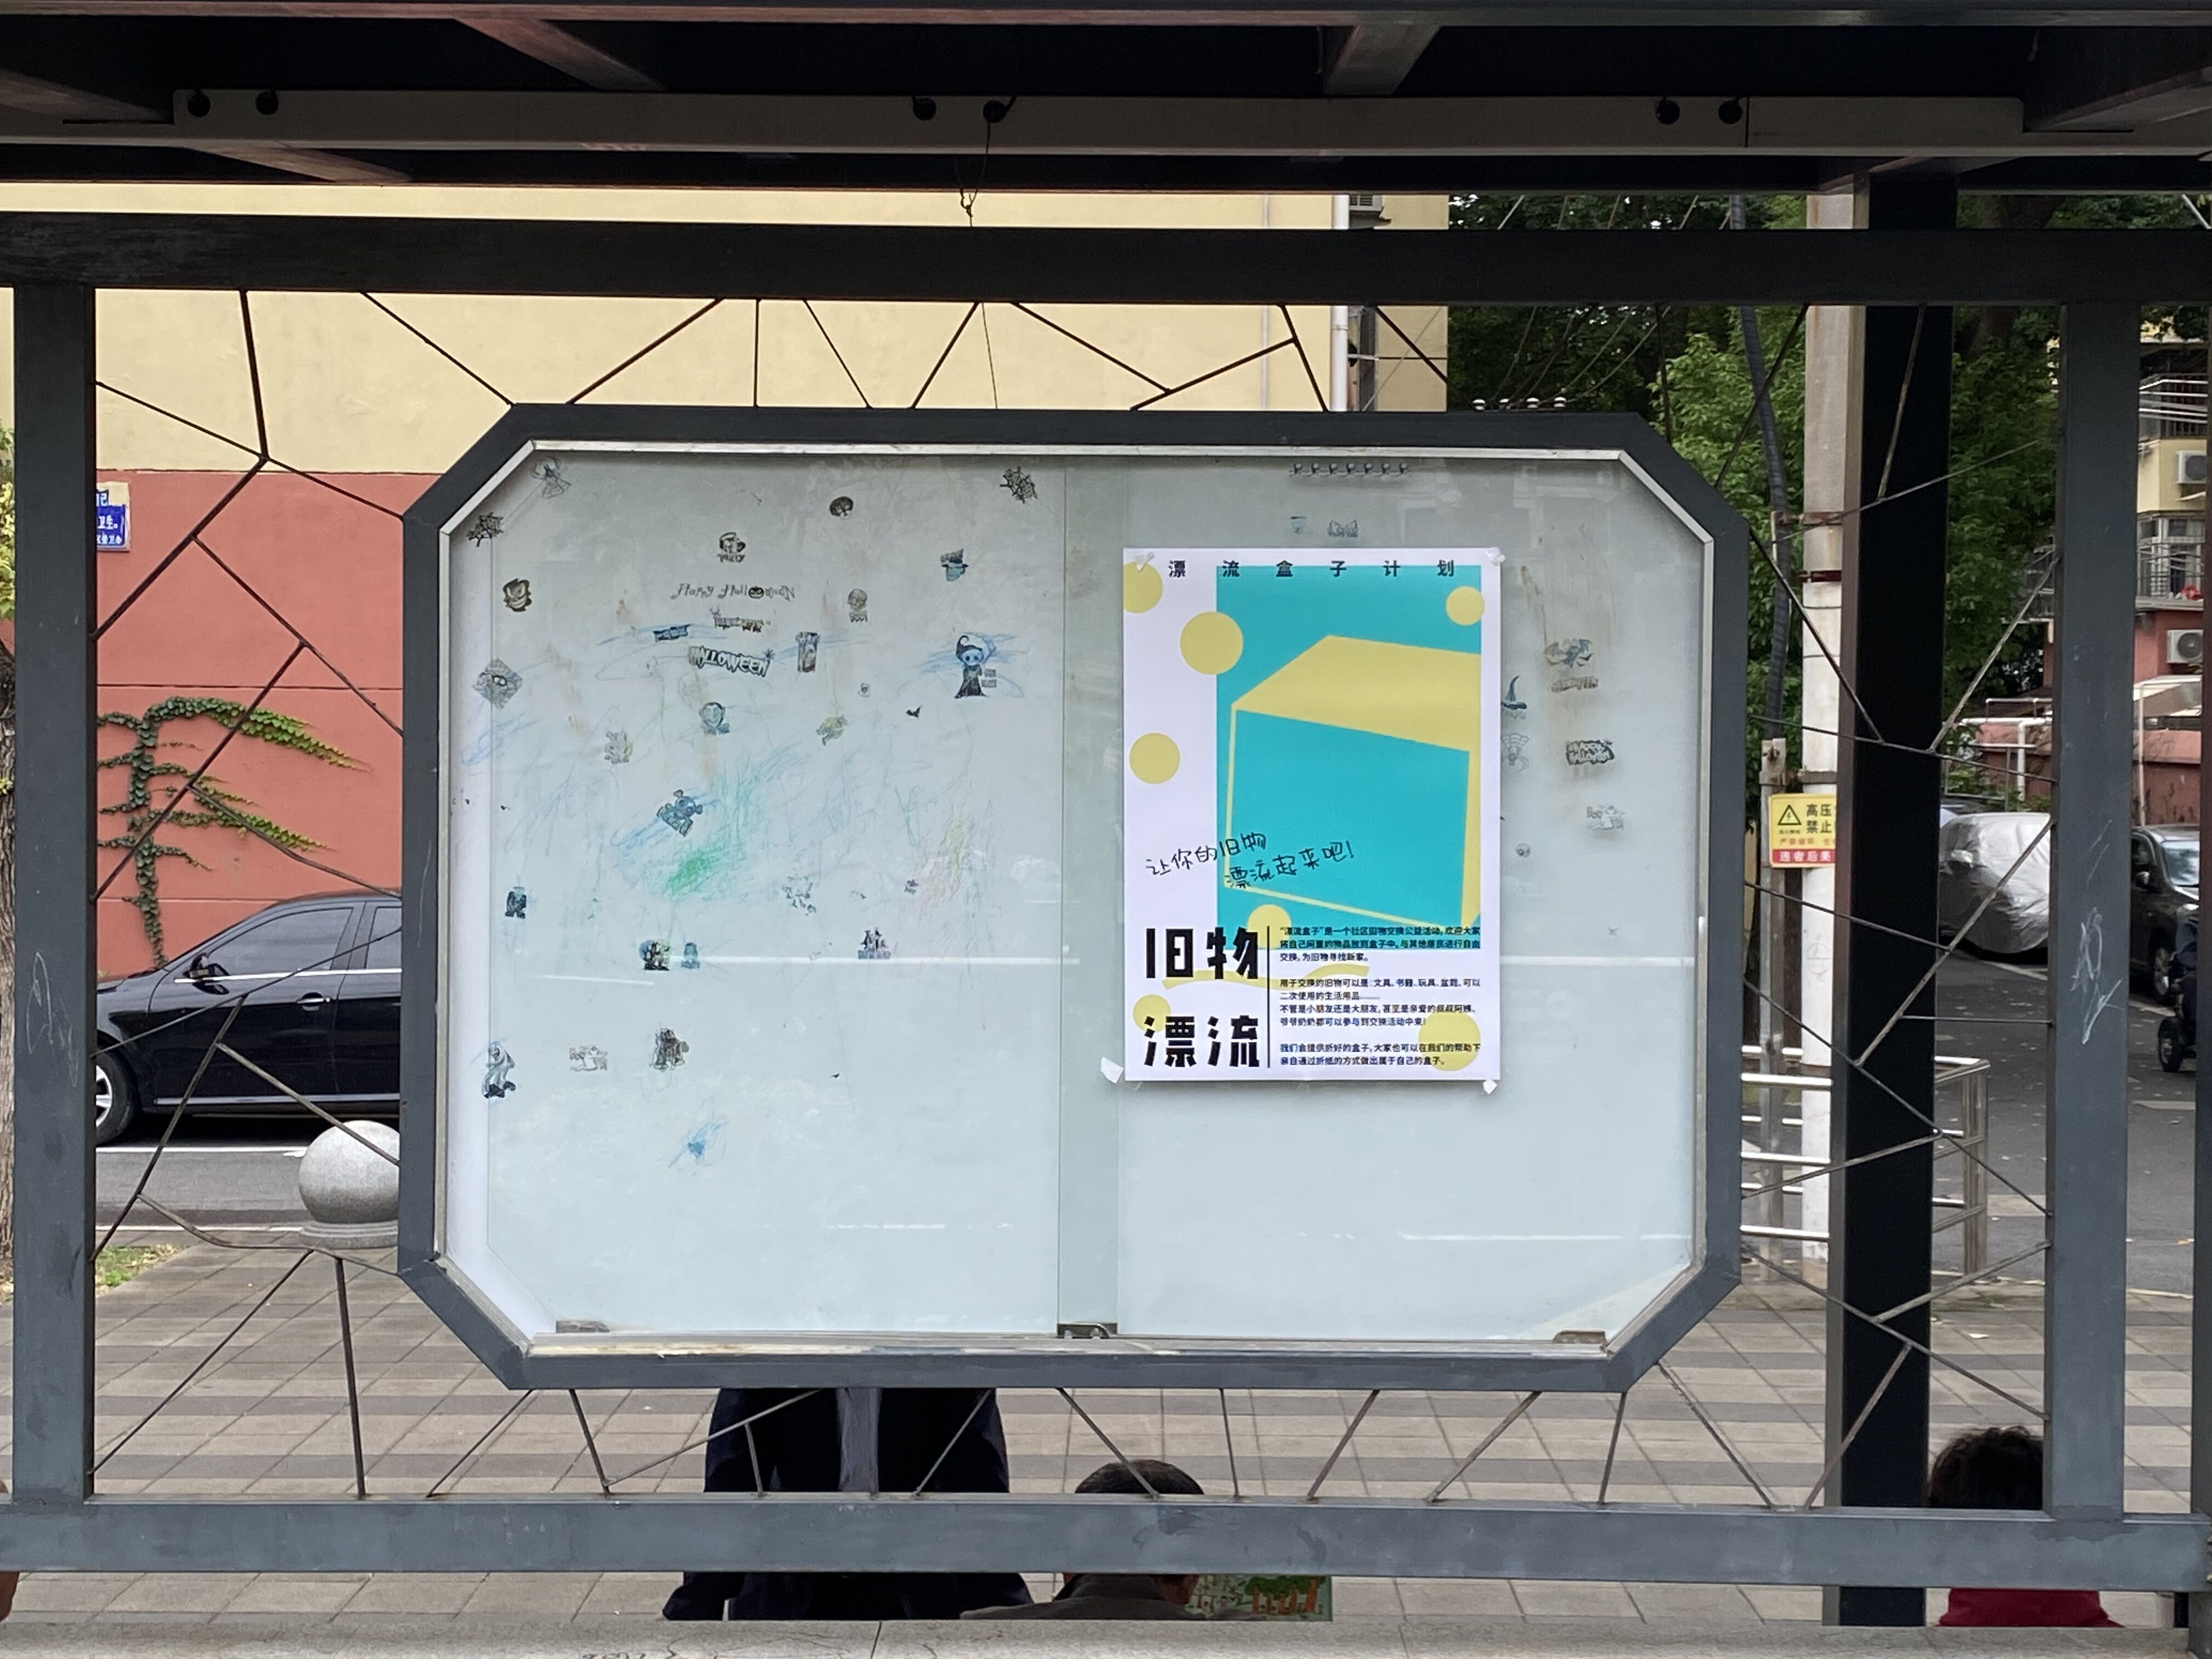 漂流盒子计划
让你的旧物
漂流起来吧!
旧物
漂流
“漂流盒子”是一个社区旧物交换公益活动,欢迎大家
将自己闲置的物品放到盒子中,与其他居民进行自由
交换,为旧物寻找新家。
用于交换的旧物可以是:文具、书籍、玩具、盆栽、可以
二次使用的生活用品……
不管是小朋友还是大朋友,甚至是亲爱的叔叔阿姨、
爷爷奶奶都可以参与到交换活动中来!
我们会提供折好的盒子,大家也可以在我们的帮助下
亲自通过折纸的方式做出属于自己的盒子。
PARTY
Happy Halloween
HALLOWEEN
高压
禁止
违者后果
卫生。